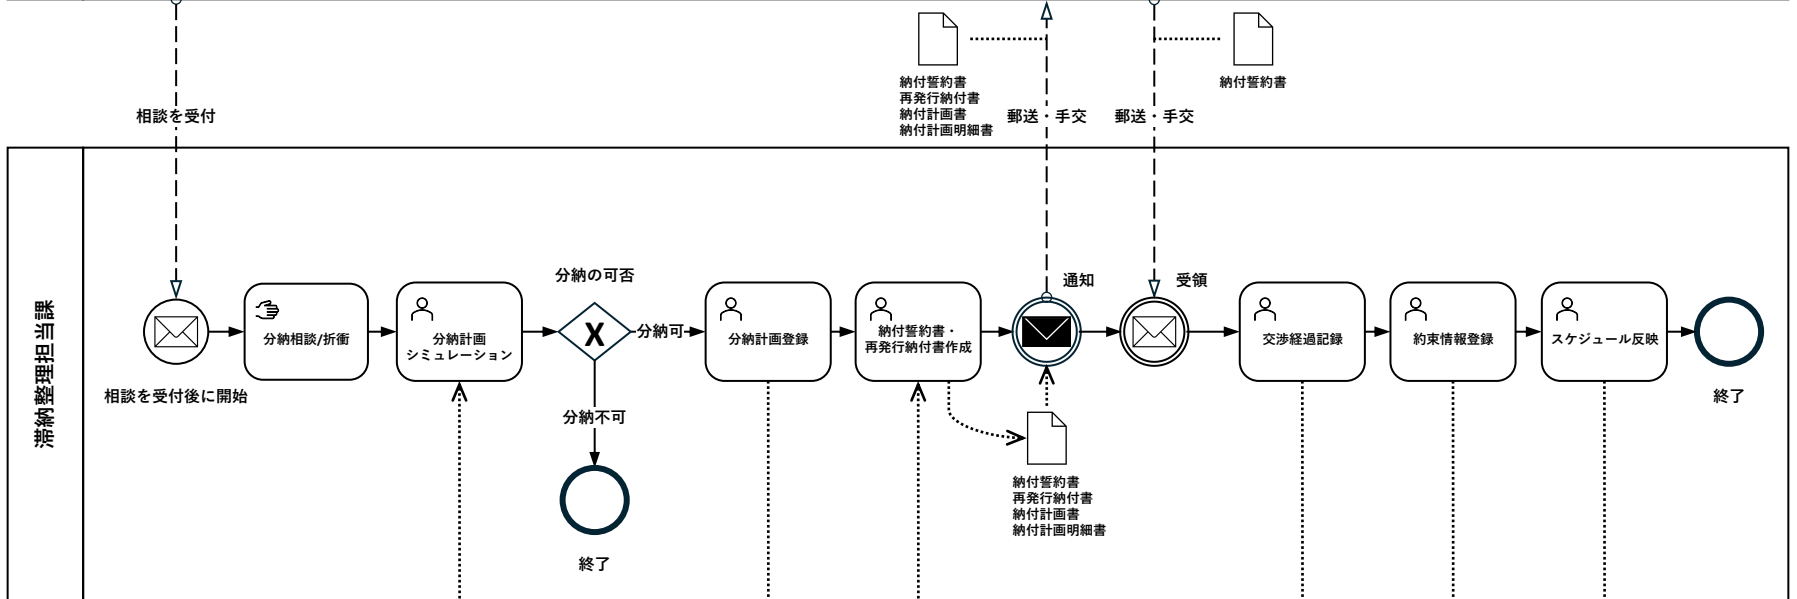 納付誓約書
再発行納付書
納付計画書
納付計画明細書
納付誓約書
相談を受付
郵送・手交
郵送・手交
滞納整理担当課
相談を受付後に開始
分納相談/折衝
分納計画
シミュレーション
分納の可否
X
分納可
分納不可
終了
分納計画登録
納付誓約書・
再発行納付書作成
通知
納付誓約書
再発行納付書
納付計画書
納付計画明細書
受領
交渉経過記録
約束情報登録
スケジュール反映
終了